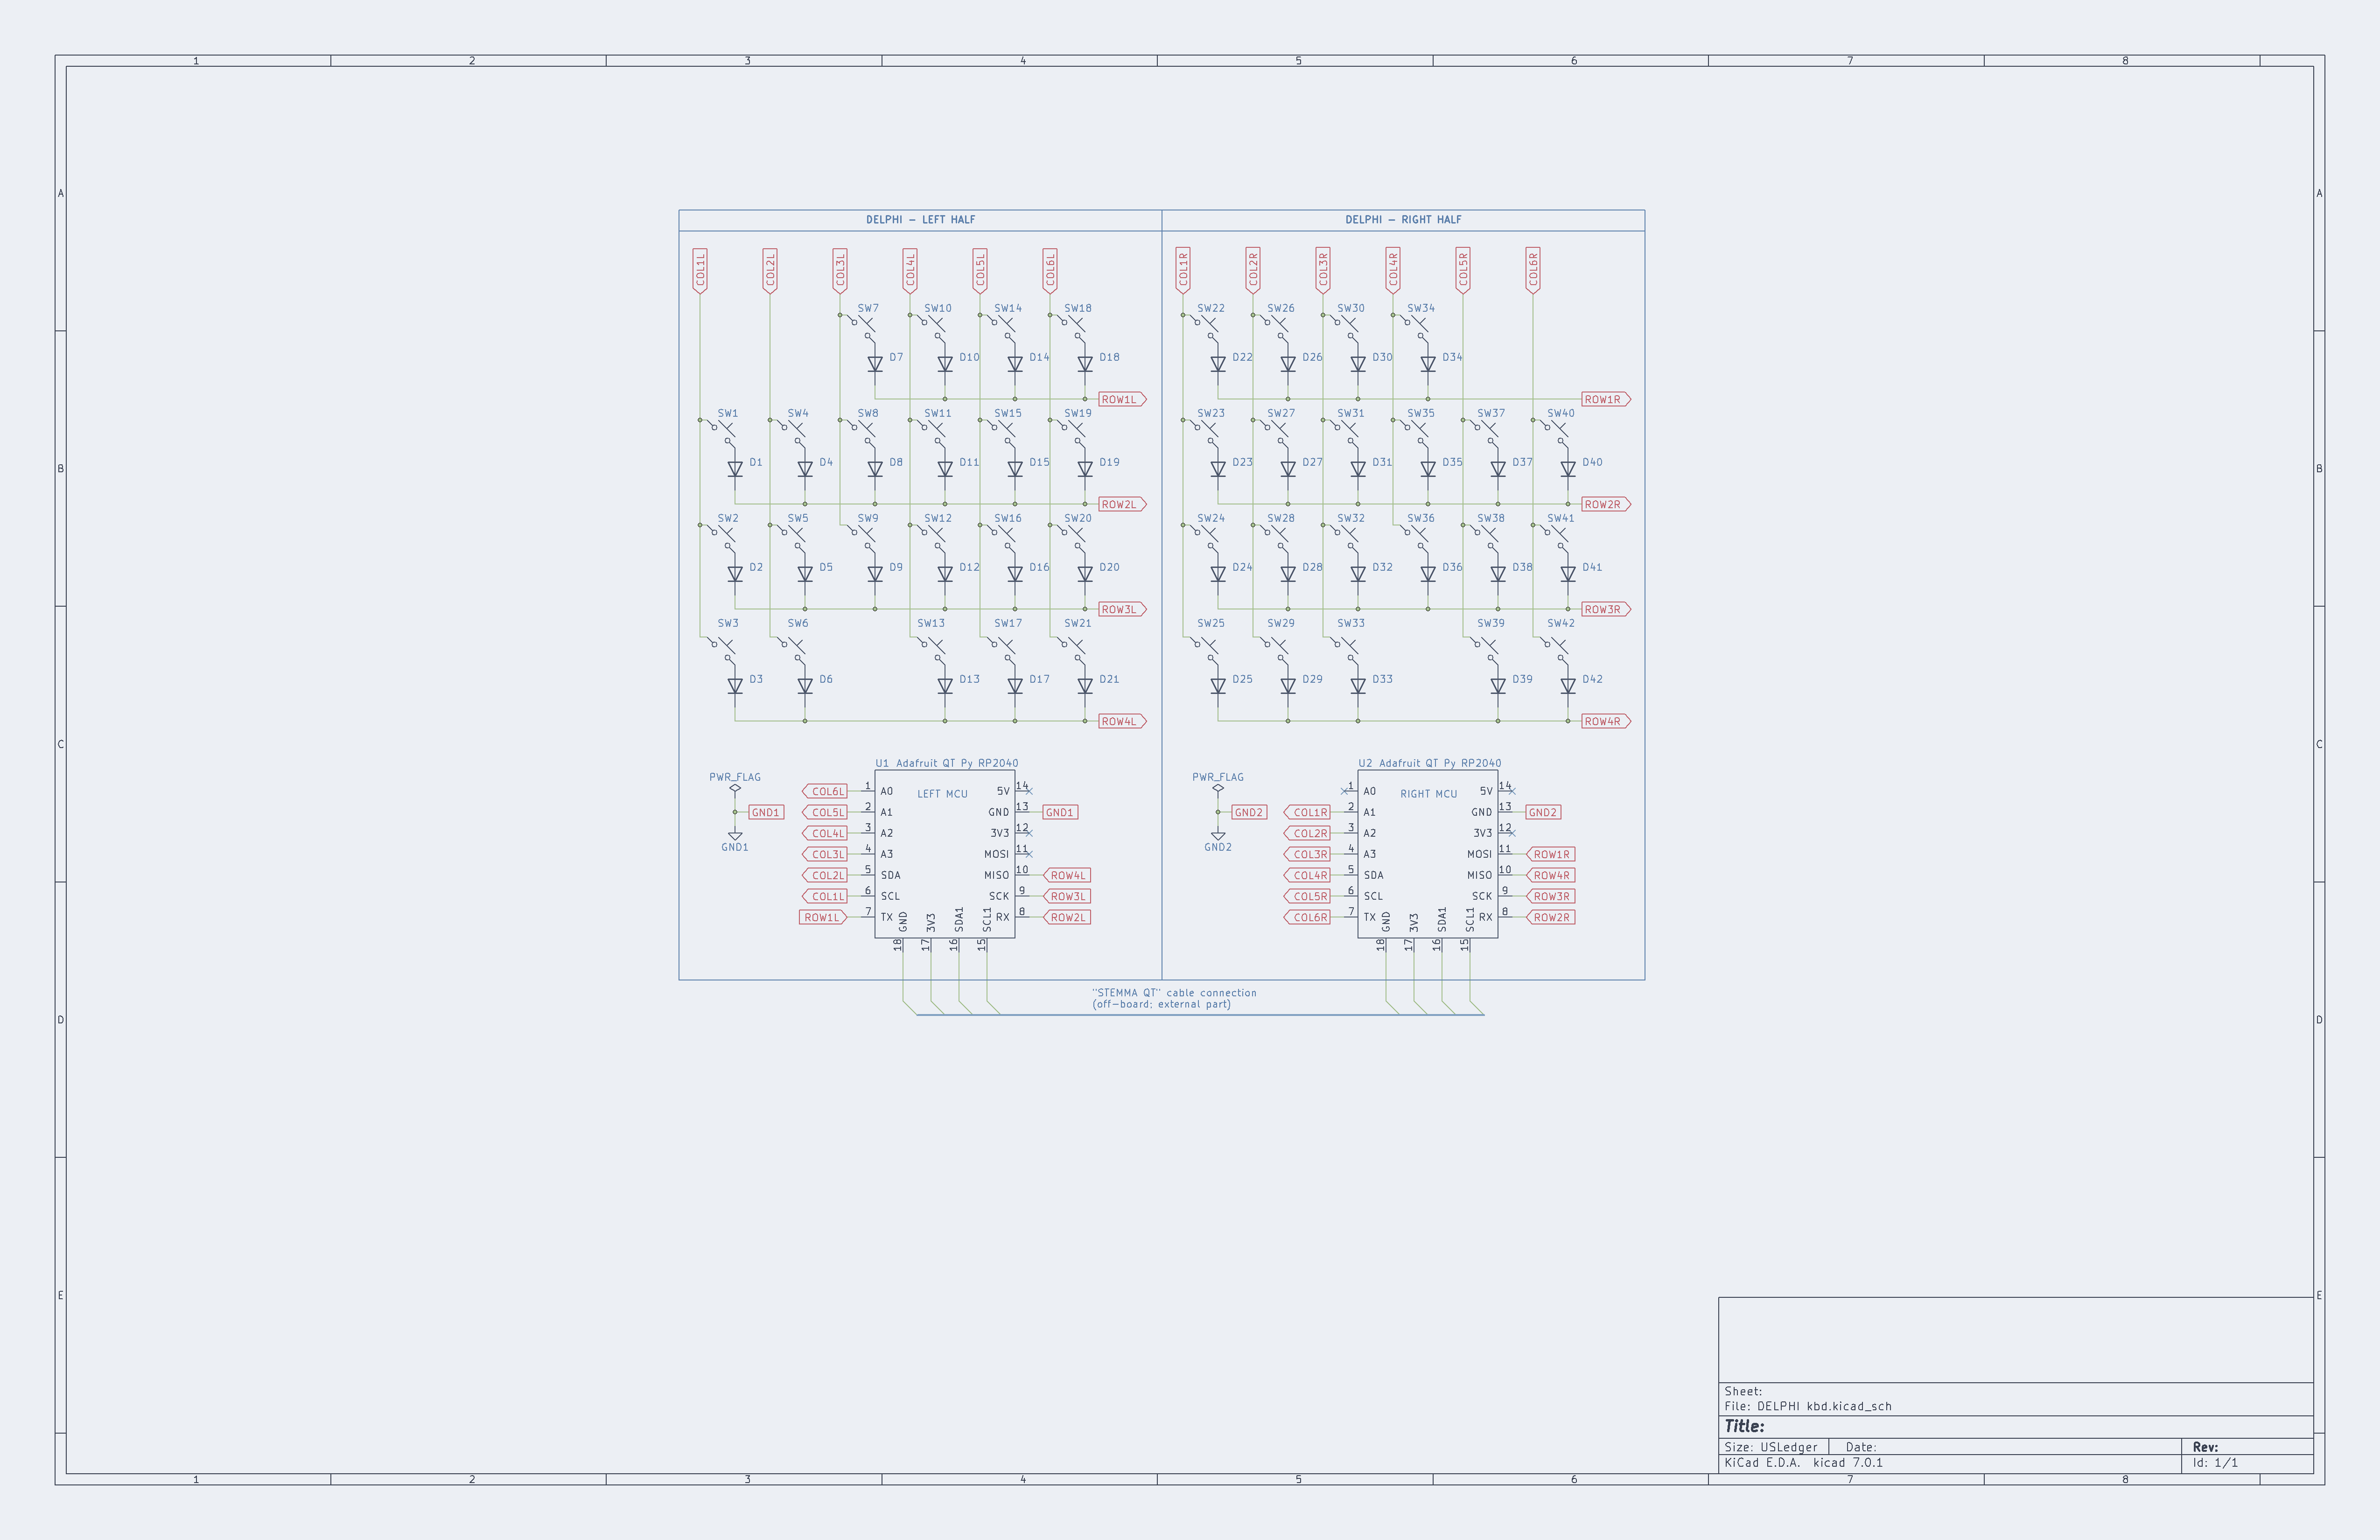 1 2 3 4 5 6 7 8
A A
DELPHI – LEFT HALF DELPHI – RIGHT HALF
COL1L COL2L COL3L COL4L COL5L COL6L COL1R COL2R COL3R COL4R COL5R COL6R
SW7 SW10 SW14 SW18 SW22 SW26 SW30 SW34
D7 D10 D14 D18 D22 D26 D30 D34
ROW1L ROW1R
SW1 SW4 SW8 SW11 SW15 SW19 SW23 SW27 SW31 SW35 SW37 SW40
D1 D4 D8 D11 D15 D19 D23 D27 D31 D35 D37 D40
B B
ROW2L ROW2R
SW2 SW5 SW9 SW12 SW16 SW20 SW24 SW28 SW32 SW36 SW38 SW41
D2 D5 D9 D12 D16 D20 D24 D28 D32 D36 D38 D41
ROW3L ROW3R
SW3 SW6 SW13 SW17 SW21 SW25 SW29 SW33 SW39 SW42
D3 D6 D13 D17 D21 D25 D29 D33 D39 D42
ROW4L ROW4R
C C
U1 Adafruit QT Py RP2040 U2 Adafruit QT Py RP2040
PWR_FLAG PWR_FLAG
COL6L 1 A0 LEFT MCU 5V 14 1 A0 RIGHT MCU 5V 14
GND1 COL5L 2 A1 GND 13 GND1 GND2 COL1R 2 A1 GND 13 GND2
COL4L 3 A2 3V3 12 COL2R 3 A2 3V3 12
GND1 GND2
COL3L 4 A3 MOSI 11 COL3R 4 A3 MOSI 11 ROW1R
COL2L 5 SDA MISO 10 ROW4L COL4R 5 SDA MISO 10 ROW4R
COL1L 6 SCL SCK 9 ROW3L COL5R 6 SCL SCK 9 ROW3R
ROW1L 7 TX GND 3V3 SDA1 SCL1 RX 8 ROW2L COL6R 7 TX GND 3V3 SDA1 SCL1 RX 8 ROW2R
18 17 16 15 18 17 16 15
"STEMMA QT" cable connection
(off-board; external part)
D D
E E
Sheet:
File: DELPHI kbd.kicad_sch
Title:
Size: USLedger Date: Rev:
KiCad E.D.A. kicad 7.0.1 Id: 1/1
1 2 3 4 5 6 7 8